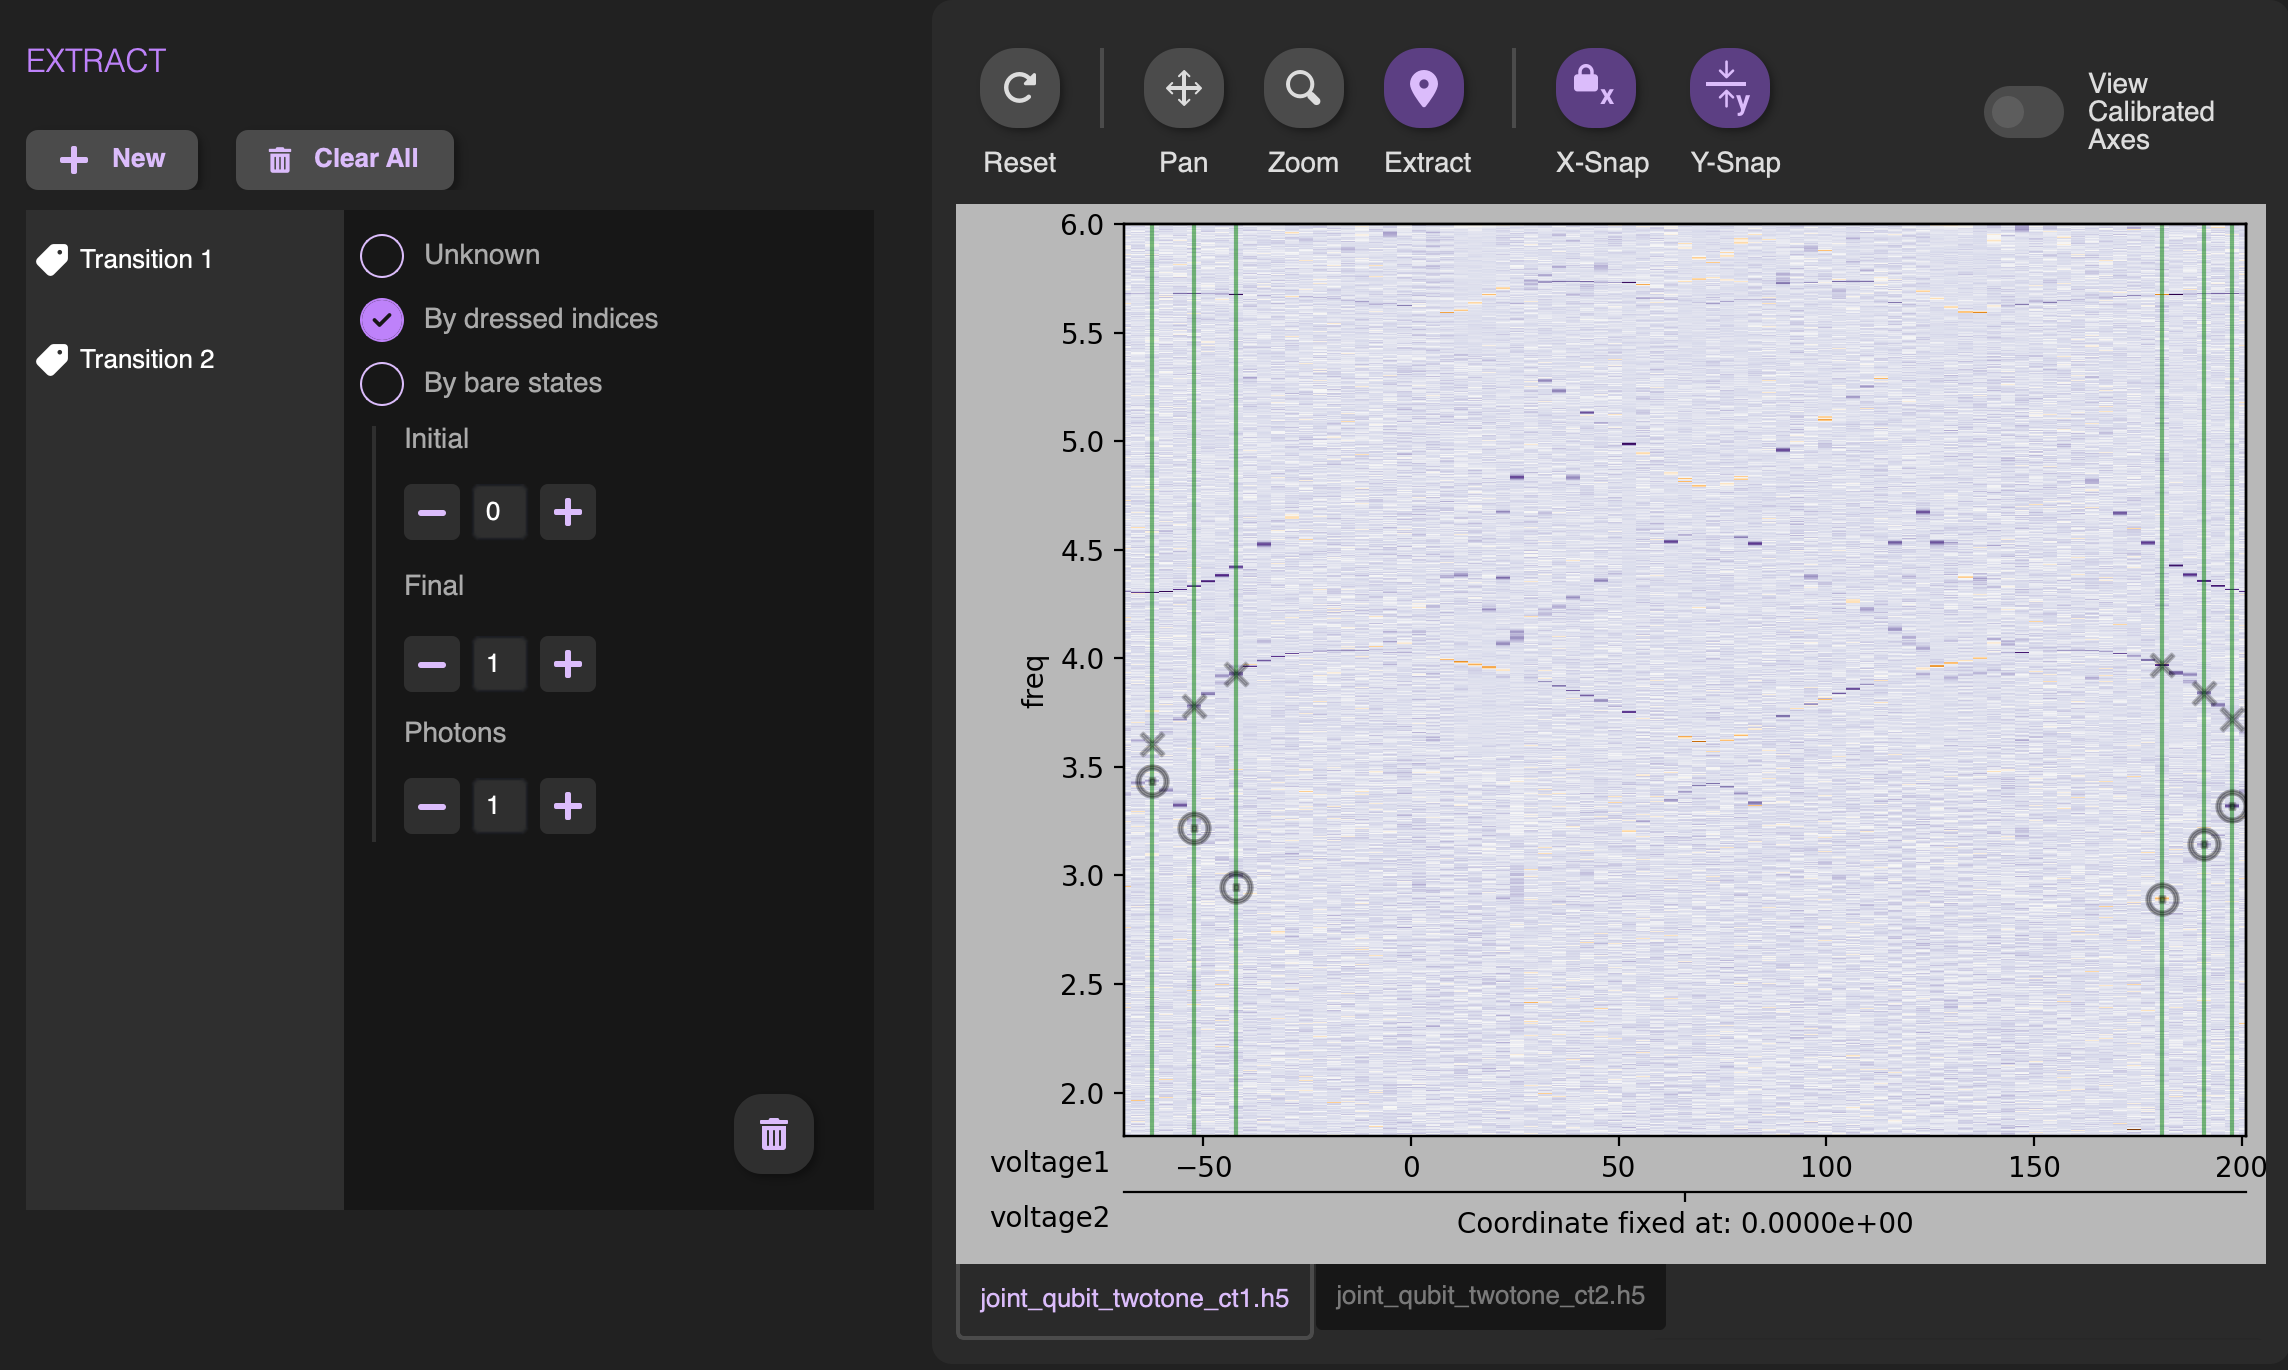 EXTRACT
New
Clear All
Transition 1
Transition 2
Unknown
By dressed indices
By bare states
Initial
0
Final
1
Photons
1
Reset
Pan
Zoom
Extract
x
X-Snap
y
Y-Snap
View
Calibrated
Axes
6.0
5.5
5.0
4.5
4.0
3.5
3.0
2.5
2.0
freq
voltage1
−50
0
50
100
150
200
voltage2
Coordinate fixed at: 0.0000e+00
joint_qubit_twotone_ct1.h5
joint_qubit_twotone_ct2.h5